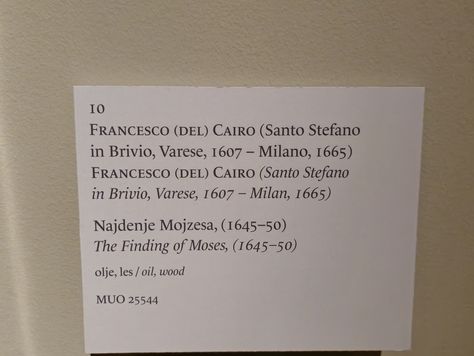 10
FRANCESCO (DEL) CAIRO (Santo Stefano
in Brivio, Varese, 1607 – Milano, 1665)
FRANCESCO (DEL) CAIRO (Santo Stefano
in Brivio, Varese, 1607 – Milan, 1665)
Najdenje Mojzesa, (1645–50)
The Finding of Moses, (1645–50)
olje, les / oil, wood
MUO 25544